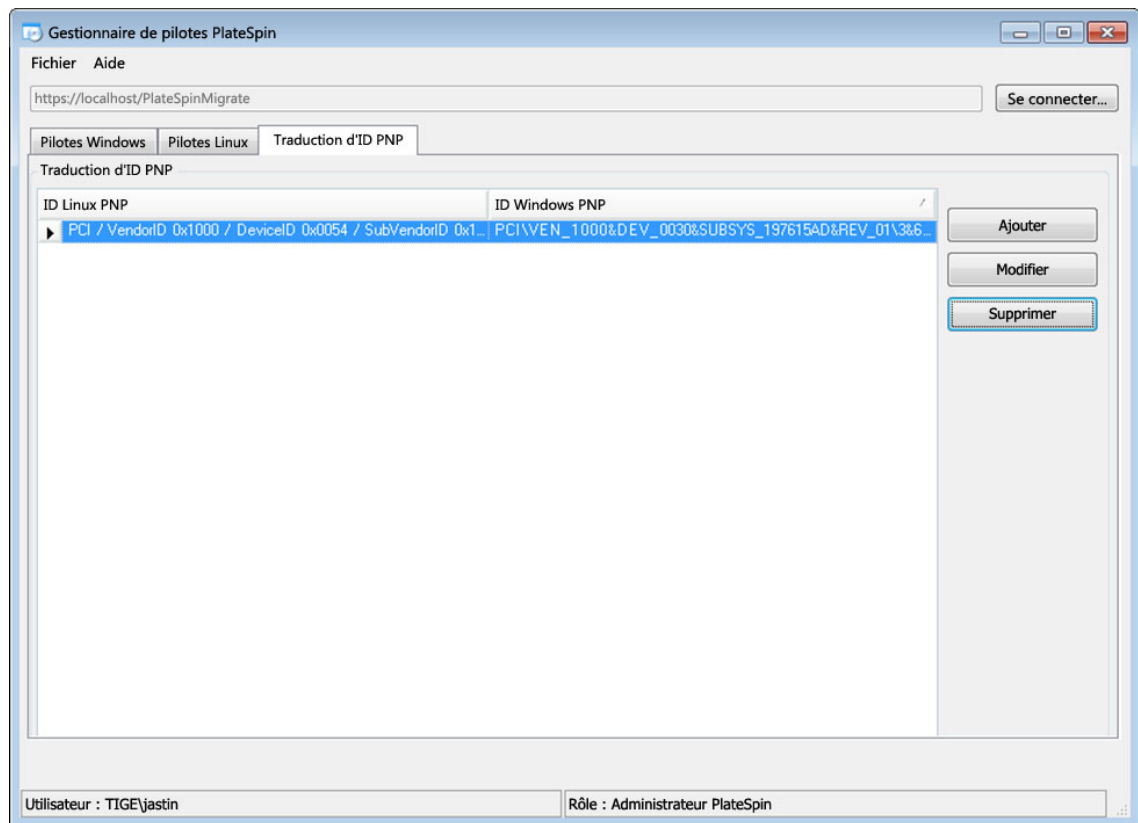 Gestionnaire de pilotes PlateSpin
Fichier Aide
https://localhost/PlateSpinMigrate
Se connecter...
Pilotes Windows Pilotes Linux Traduction d'ID PNP
Traduction d'ID PNP
ID Linux PNP ID Windows PNP
PCI / VendorID 0x1000 / DeviceID 0x0054 / SubVendorID 0x1... PCI\VEN_1000&DEV_0030&SUBSYS_197615AD&REV_01\3&6...
Ajouter
Modifier
Supprimer
Utilisateur : TIGE\jastin Rôle : Administrateur PlateSpin